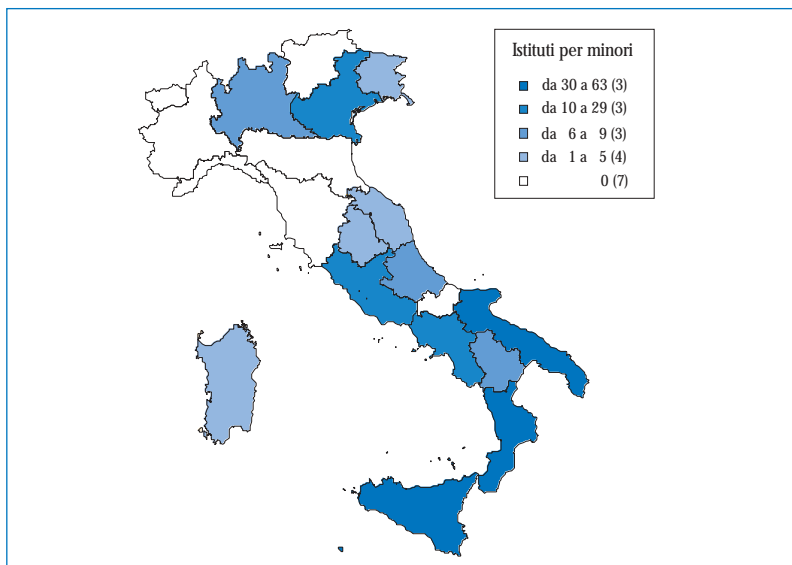 Istituti per minori
da 30 a 63 (3)
da 10 a 29 (3)
da 6 a 9 (3)
da 1 a 5 (4)
0 (7)